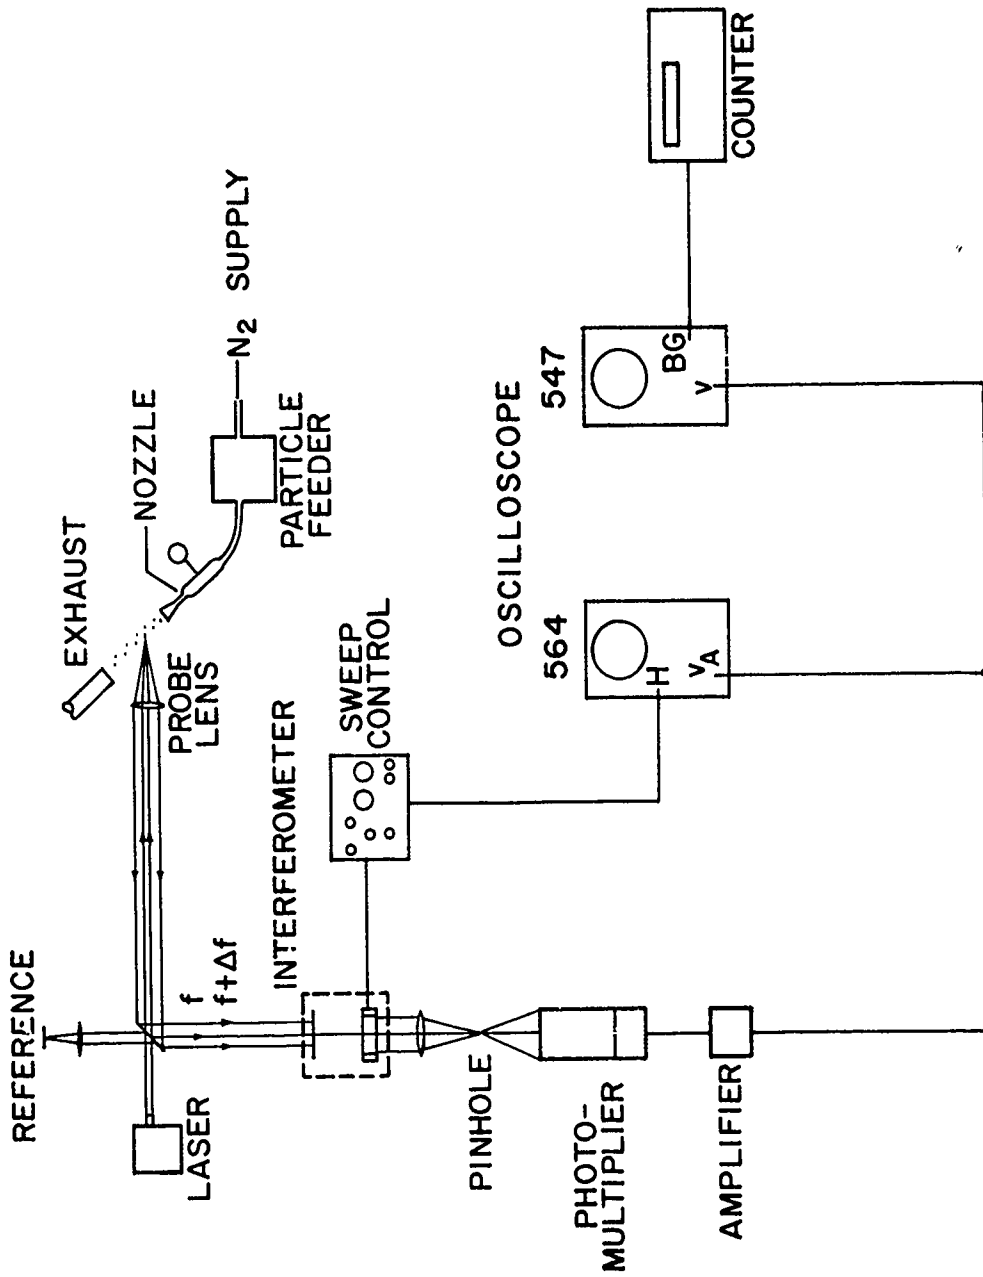 REFERENCE
LASER
f
f+Δf
EXHAUST
PROBE
LENS
NOZZLE
N2 SUPPLY
PARTICLE
FEEDER
INTERFEROMETER
SWEEP
CONTROL
PINHOLE
PHOTO-
MULTIPLIER
AMPLIFIER
OSCILLOSCOPE
564
H
VA
547
BG
V
COUNTER